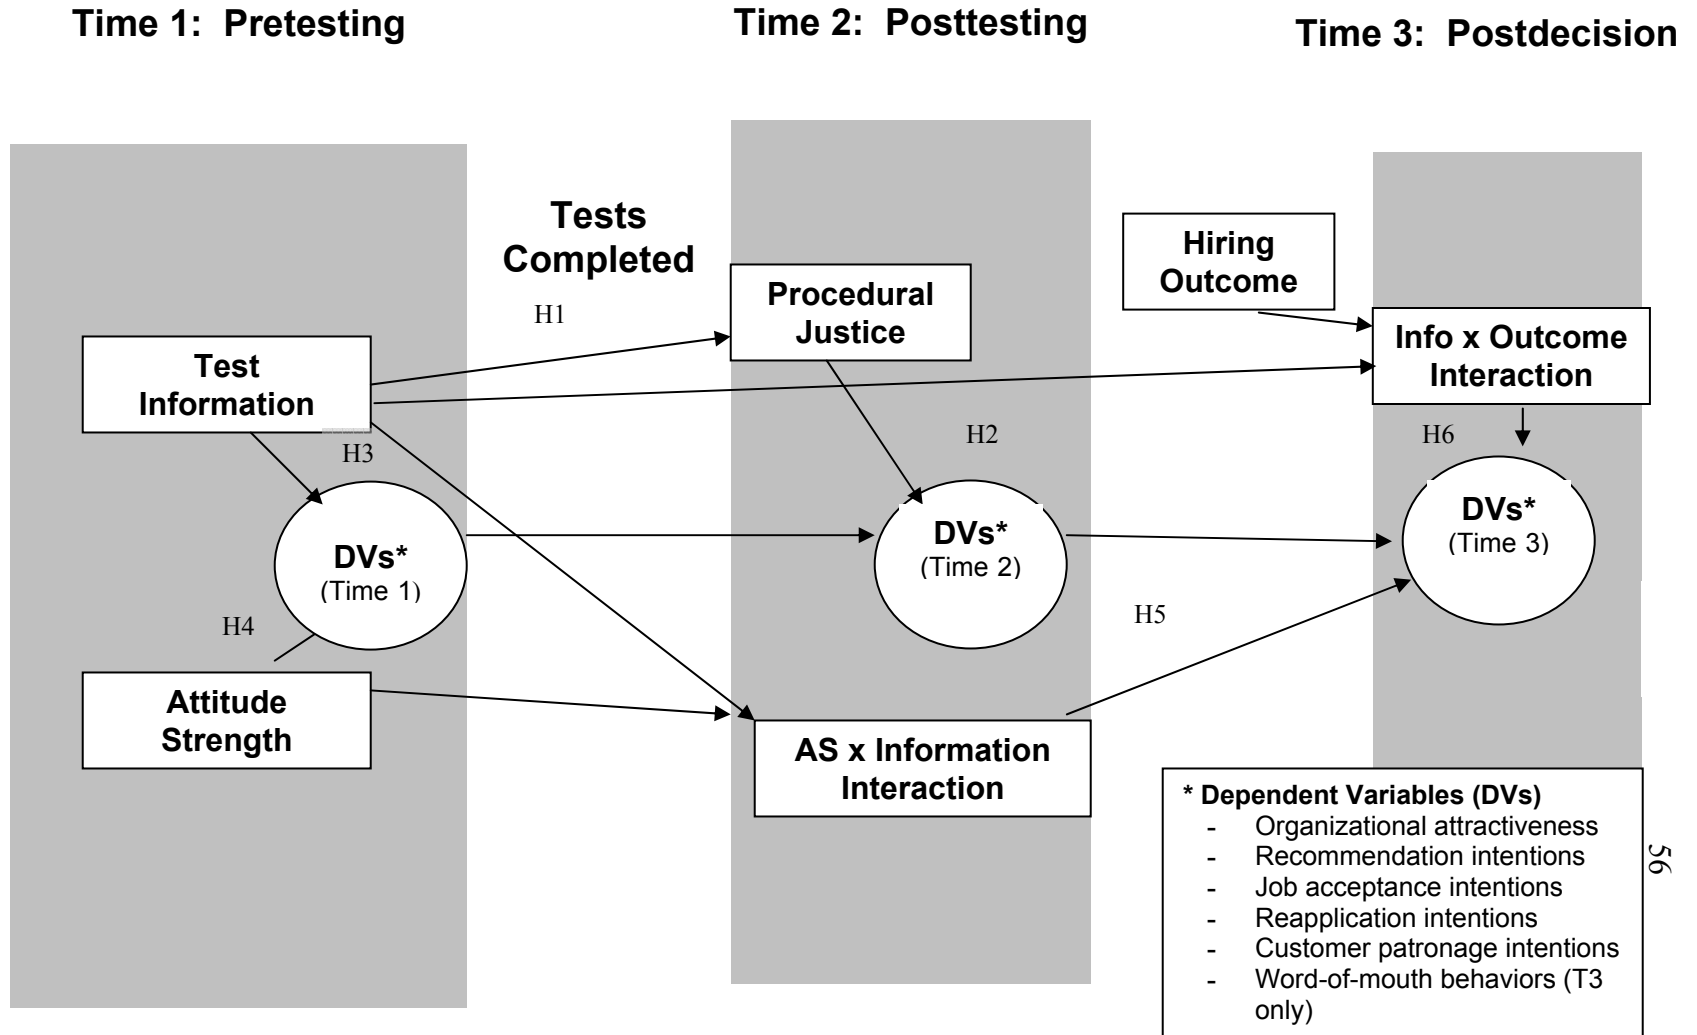 Time 1:  Pretesting
Time 2:  Posttesting
Time 3:  Postdecision
Tests
Completed
Hiring
Outcome
Procedural
Justice
H1
Info x Outcome
Interaction
Test
Information
H3
H2
H6
DVs*
(Time 1)
DVs*
(Time 2)
DVs*
(Time 3)
H4
H5
Attitude
Strength
AS x Information
Interaction
* Dependent Variables (DVs)
- Organizational attractiveness
- Recommendation intentions
- Job acceptance intentions
- Reapplication intentions
- Customer patronage intentions
- Word-of-mouth behaviors (T3
only)
56